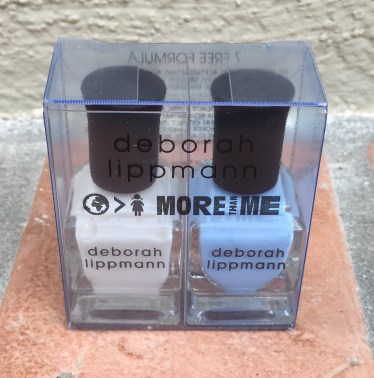 7 FREE FORMULA
deborah
lippmann
> MORE THAN ME
deborah
lippmann
deborah
lippmann